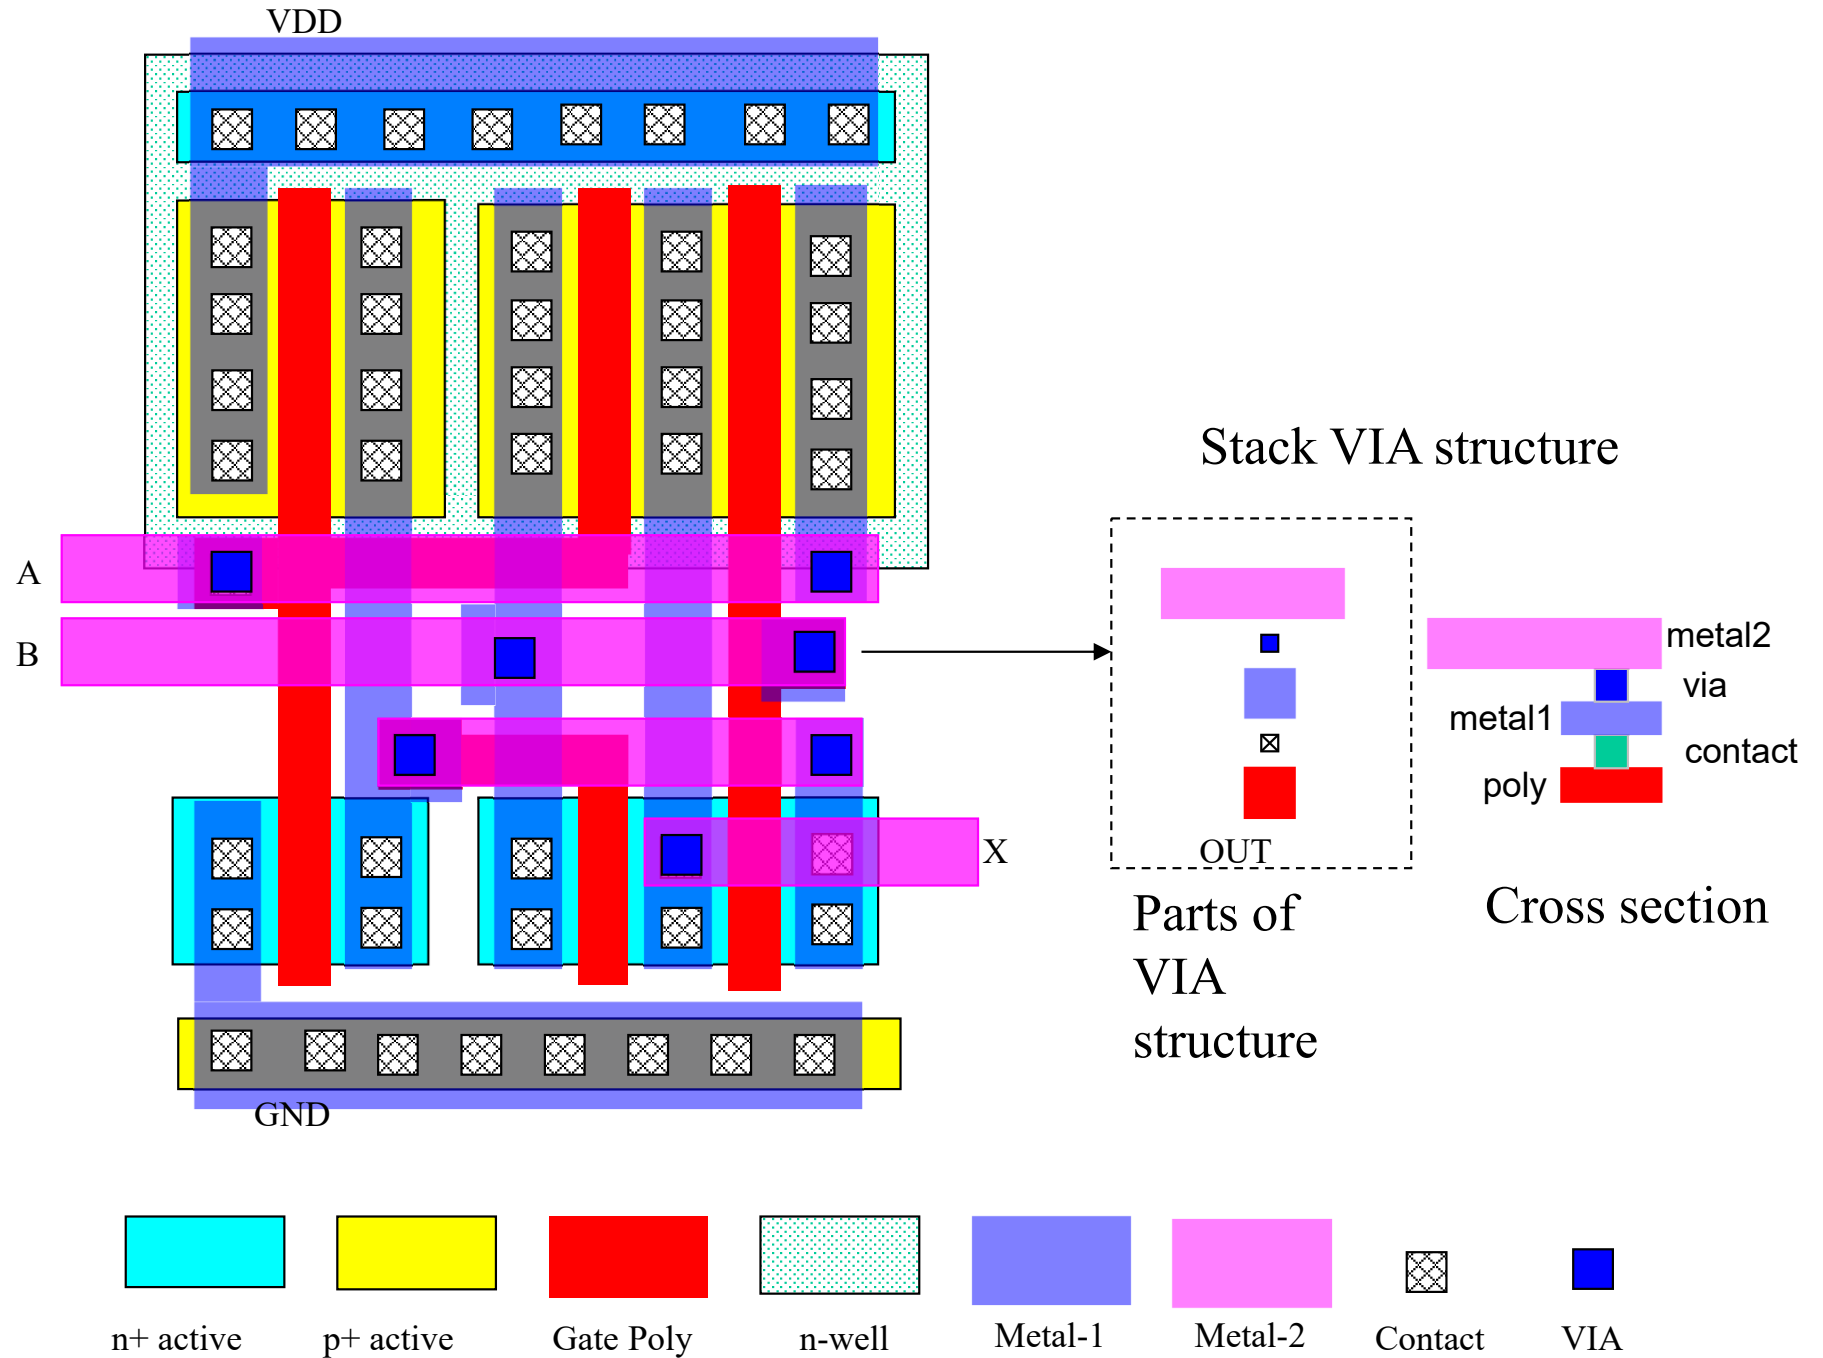 VDD
Stack VIA structure
A
B
metal2
via
metal1
contact
poly
X
OUT
Parts of
VIA
structure
Cross section
GND
n+ active
p+ active
Gate Poly
n-well
Metal-1
Metal-2
Contact
VIA